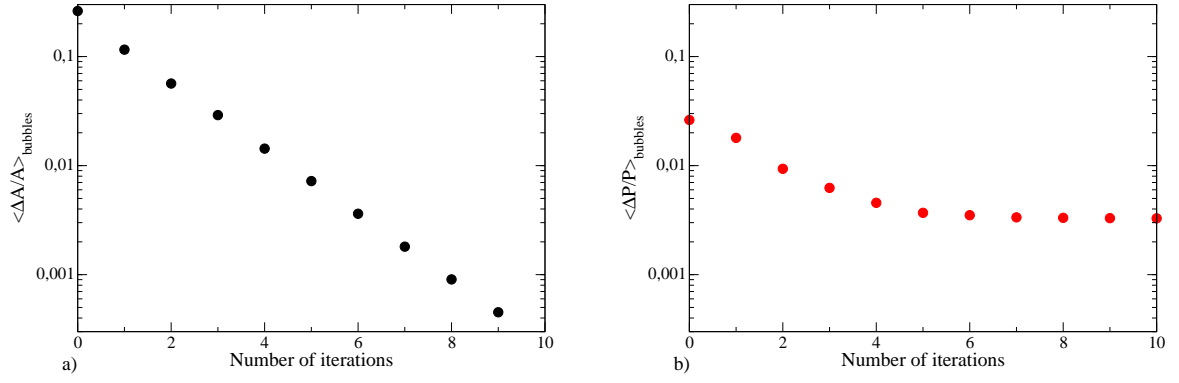 0,1
0,01
0,001
<ΔA/A>bubbles
0 2 4 6 8 10
Number of iterations
a)
0,1
0,01
0,001
<ΔP/P>bubbles
0 2 4 6 8 10
Number of iterations
b)